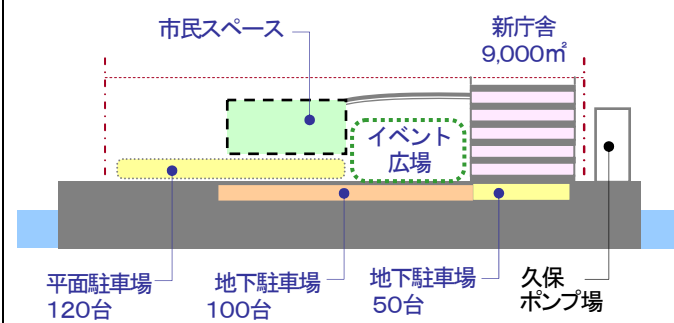 市民スペース
新庁舎
9,000㎡
イベント
広場
平面駐車場
120台
地下駐車場
100台
地下駐車場
50台
久保
ポンプ場